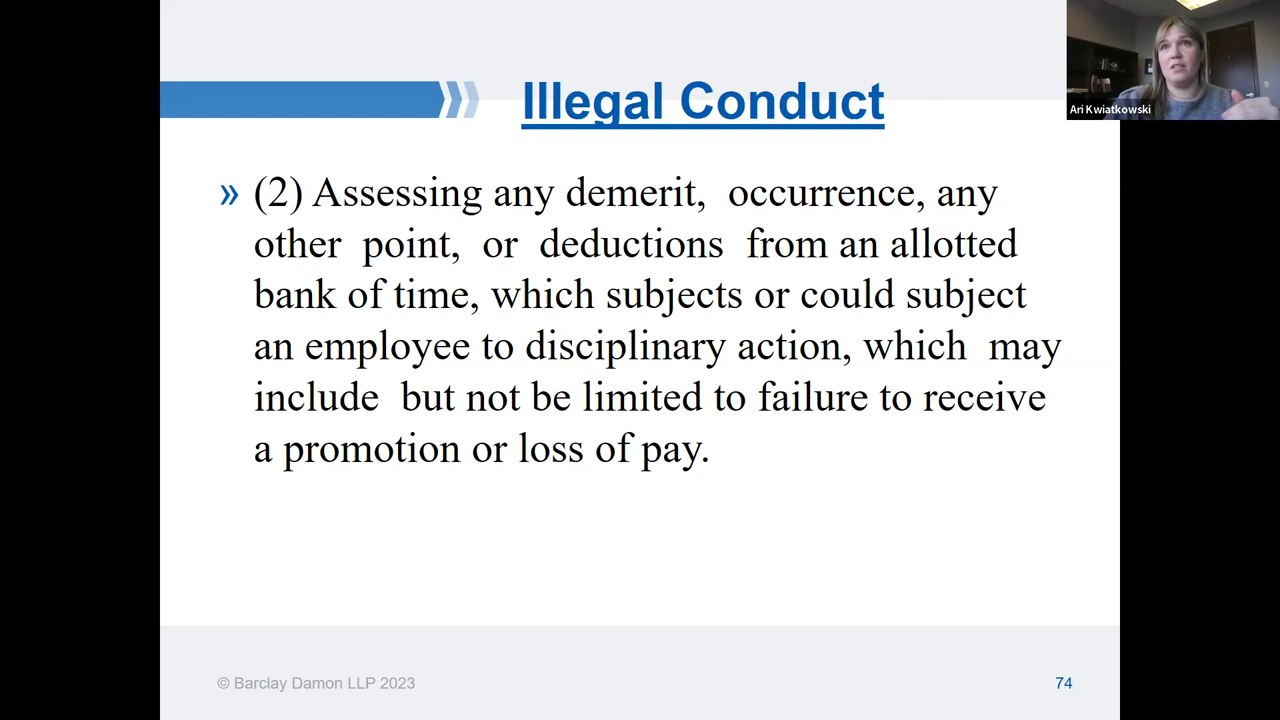 Illegal Conduct
Ari Kwiatkowski
» (2) Assessing any demerit, occurrence, any
other point, or deductions from an allotted
bank of time, which subjects or could subject
an employee to disciplinary action, which may
include but not be limited to failure to receive
a promotion or loss of pay.
© Barclay Damon LLP 2023
74